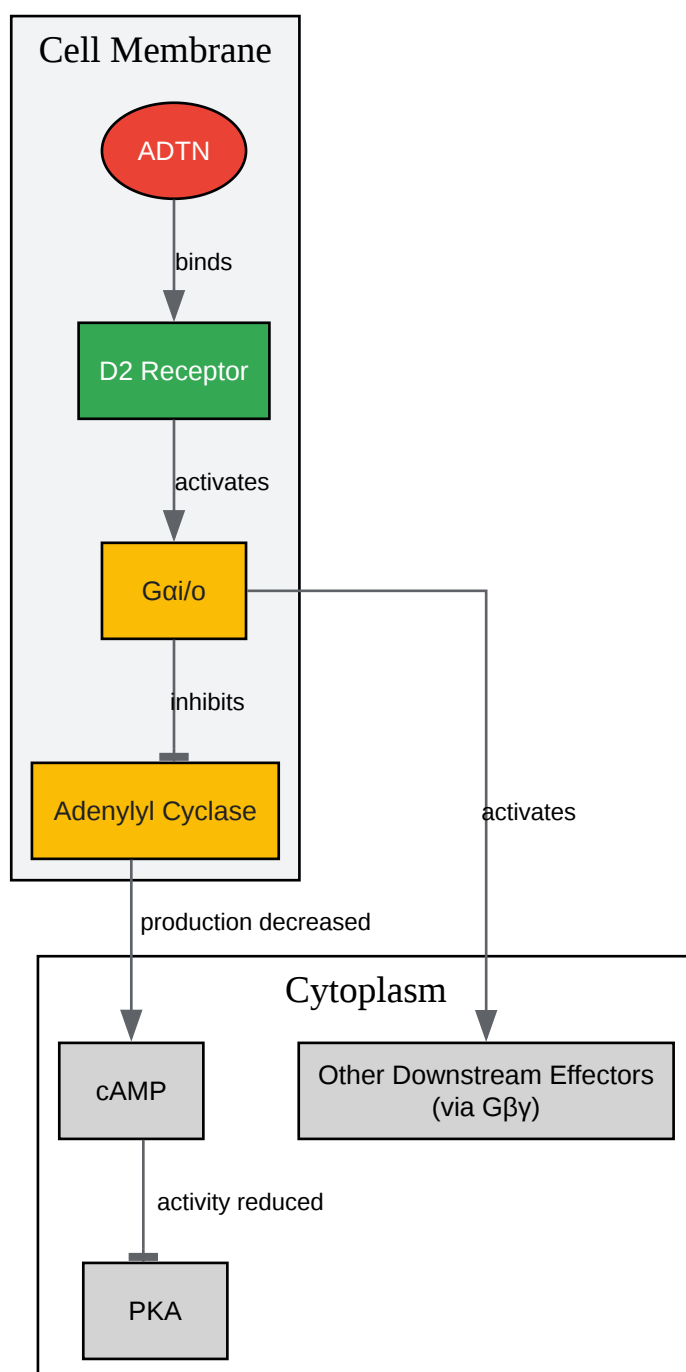 Cell Membrane
ADTN
binds
D2 Receptor
activates
Gαi/o
inhibits
Adenylyl Cyclase
activates
production decreased
Cytoplasm
cAMP
Other Downstream Effectors
(via Gβγ)
activity reduced
PKA